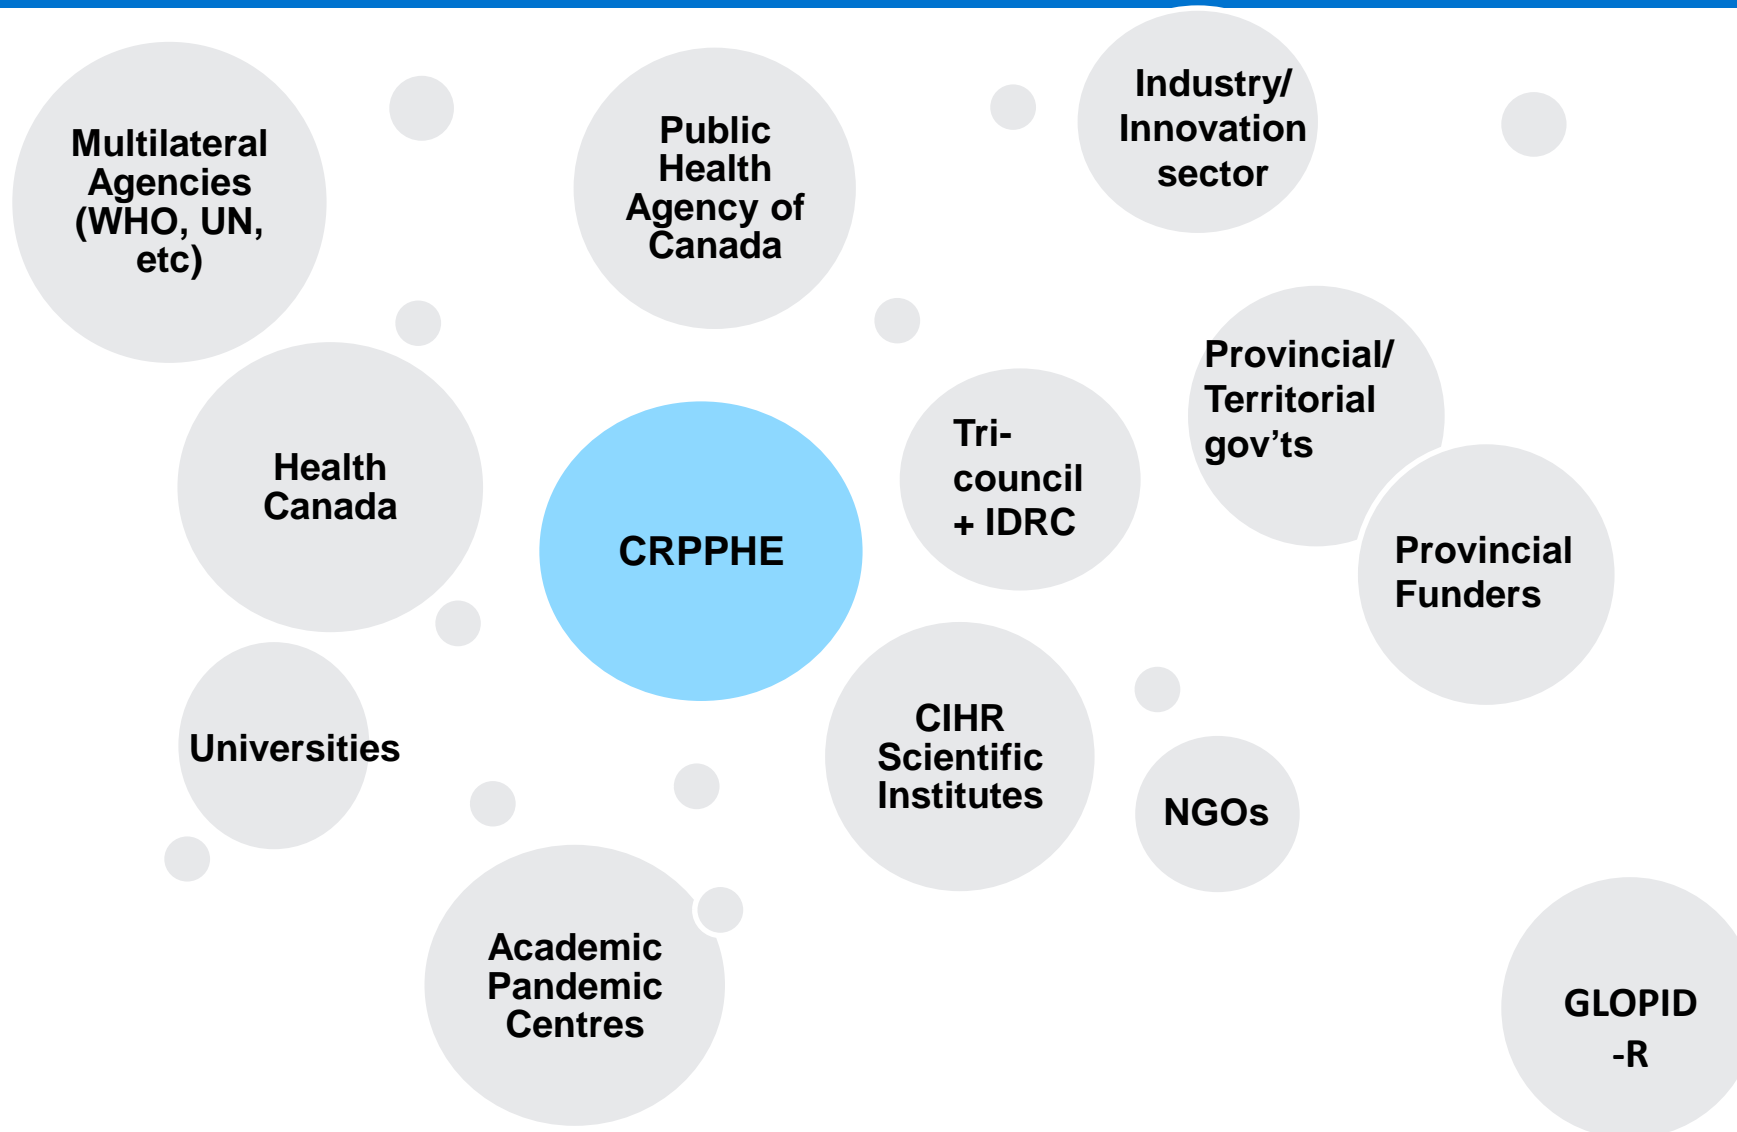 Multilateral
Agencies
(WHO, UN,
etc)
Public
Health
Agency of
Canada
Industry/
Innovation
sector
Health
Canada
CRPPHE
Tri-
council
+ IDRC
Provincial/
Territorial
gov’ts
Provincial
Funders
Universities
CIHR
Scientific
Institutes
NGOs
Academic
Pandemic
Centres
GLOPID
-R